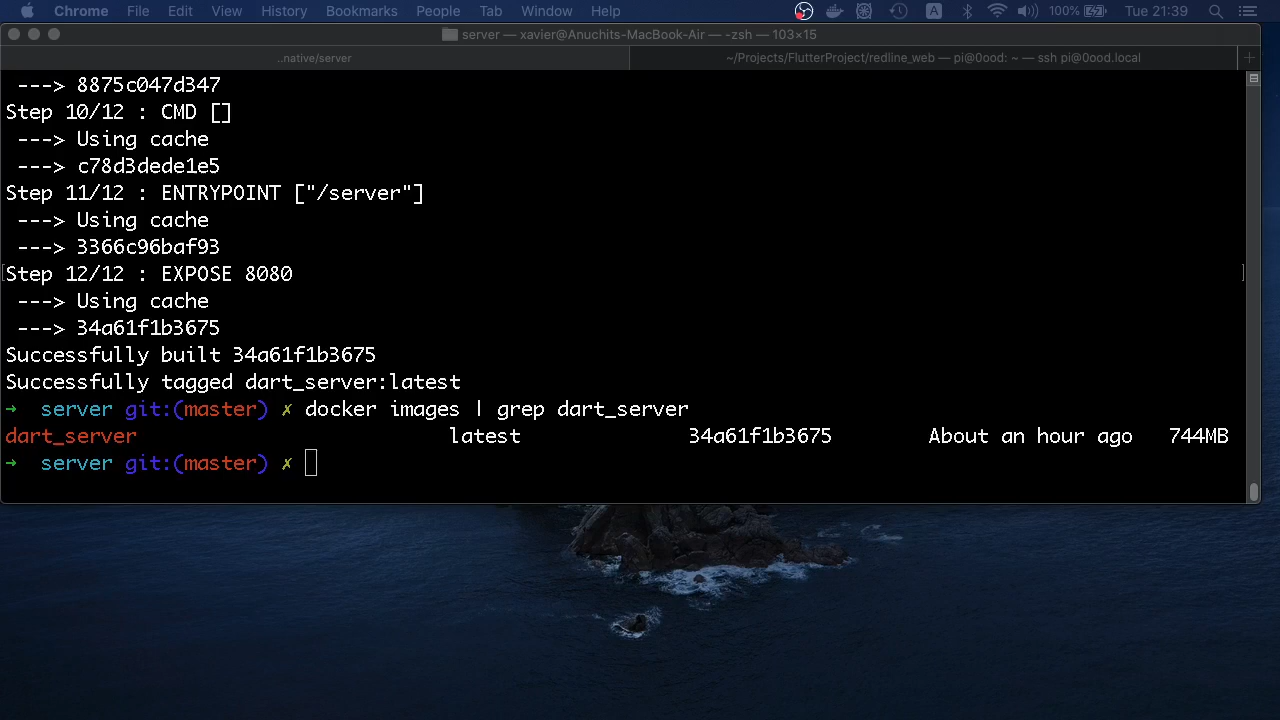 Chrome File Edit View History Bookmarks People Tab Window Help A 100% Tue 21:39
server — xavier@Anuchits-MacBook-Air — -zsh — 103×15
..native/server ~/Projects/FlutterProject/redline_web — pi@0ood: ~ — ssh pi@0ood.local +
---> 8875c047d347
Step 10/12 : CMD []
---> Using cache
---> c78d3dede1e5
Step 11/12 : ENTRYPOINT ["/server"]
---> Using cache
---> 3366c96baf93
Step 12/12 : EXPOSE 8080
---> Using cache
---> 34a61f1b3675
Successfully built 34a61f1b3675
Successfully tagged dart_server:latest
→ server git:(master) ✗ docker images | grep dart_server
dart_server latest 34a61f1b3675 About an hour ago 744MB
→ server git:(master) ✗